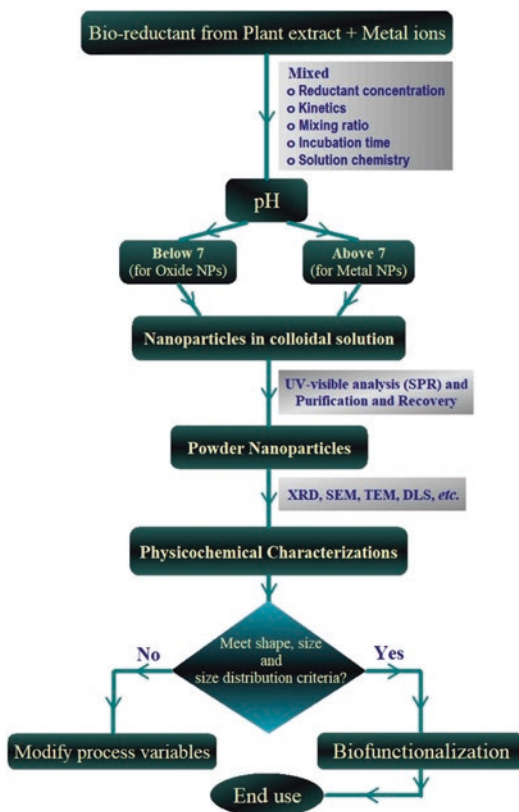 Bio-reductant from Plant extract + Metal ions
Mixed
o Reductant concentration
o Kinetics
o Mixing ratio
o Incubation time
o Solution chemistry
pH
Below 7
(for Oxide NPs)
Above 7
(for Metal NPs)
Nanoparticles in colloidal solution
UV-visible analysis (SPR) and
Purification and Recovery
Powder Nanoparticles
XRD, SEM, TEM, DLS, etc.
Physicochemical Characterizations
Meet shape, size
and
size distribution criteria?
No
Yes
Modify process variables
Biofunctionalization
End use